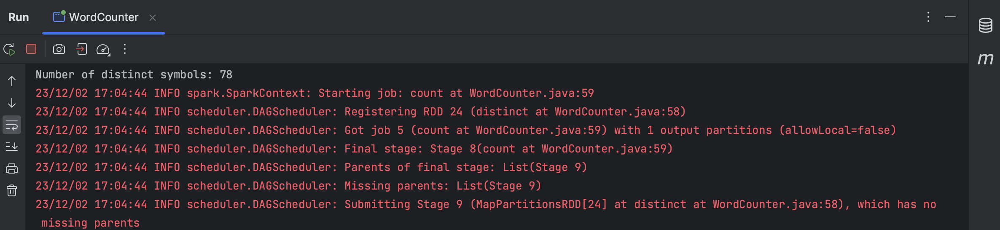 Run WordCounter
m
Number of distinct symbols: 78
23/12/02 17:04:44 INFO spark.SparkContext: Starting job: count at WordCounter.java:59
23/12/02 17:04:44 INFO scheduler.DAGScheduler: Registering RDD 24 (distinct at WordCounter.java:58)
23/12/02 17:04:44 INFO scheduler.DAGScheduler: Got job 5 (count at WordCounter.java:59) with 1 output partitions (allowLocal=false)
23/12/02 17:04:44 INFO scheduler.DAGScheduler: Final stage: Stage 8(count at WordCounter.java:59)
23/12/02 17:04:44 INFO scheduler.DAGScheduler: Parents of final stage: List(Stage 9)
23/12/02 17:04:44 INFO scheduler.DAGScheduler: Missing parents: List(Stage 9)
23/12/02 17:04:44 INFO scheduler.DAGScheduler: Submitting Stage 9 (MapPartitionsRDD[24] at distinct at WordCounter.java:58), which has no
missing parents